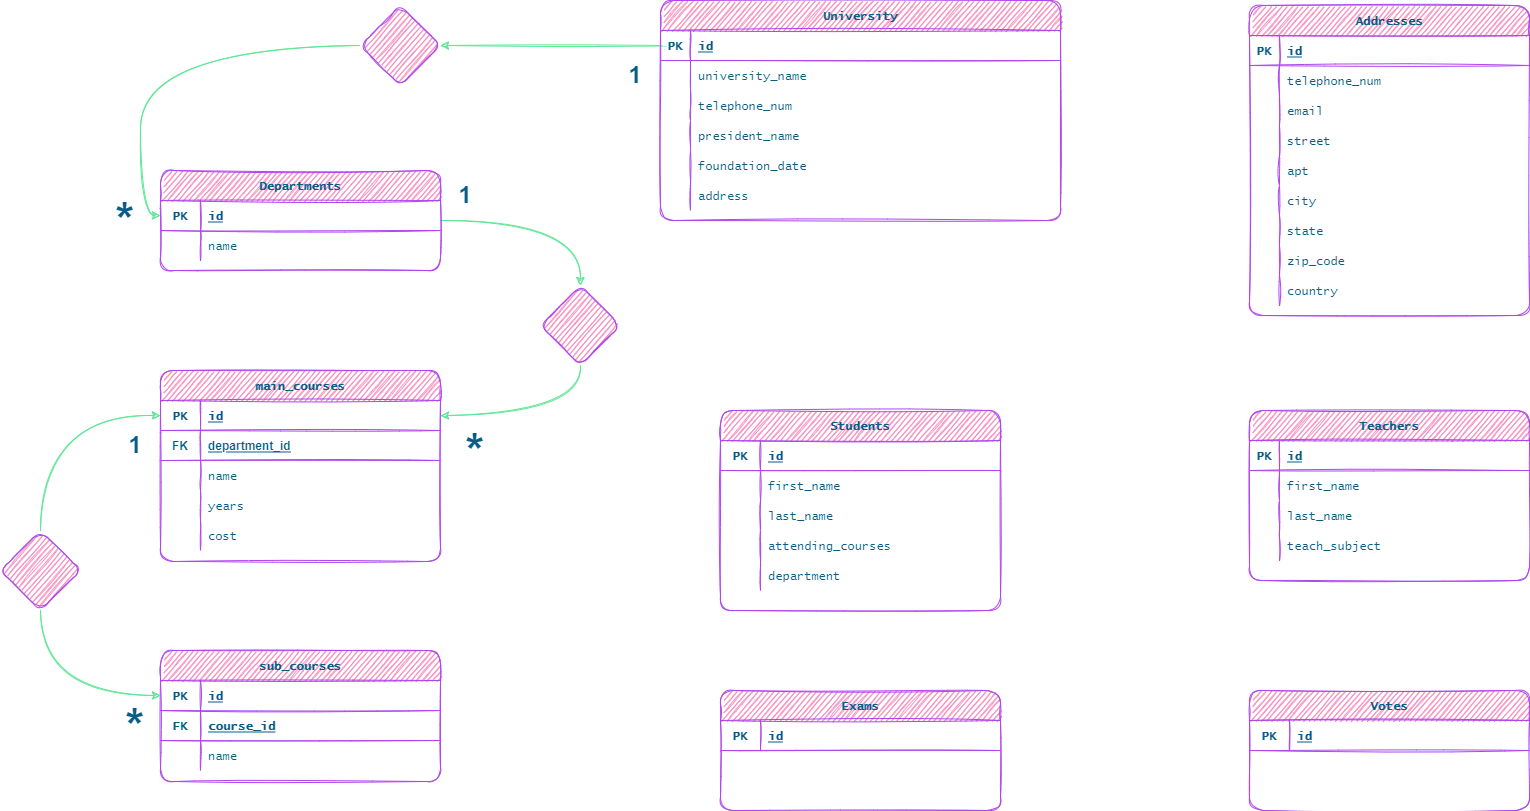 University
PK id
1
university_name
telephone_num
president_name
foundation_date
address
Addresses
PK id
telephone_num
email
street
apt
city
state
zip_code
country
Departments
1
*
PK id
name
main_courses
PK id
1
FK department_id
*
name
years
cost
Students
PK id
first_name
last_name
attending_courses
department
Teachers
PK id
first_name
last_name
teach_subject
sub_courses
PK id
*
FK course_id
name
Exams
PK id
Votes
PK id